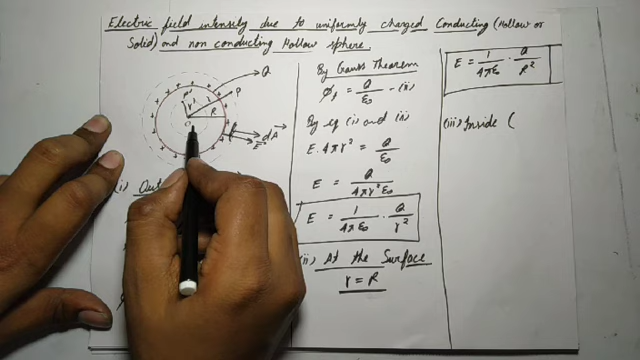 Electric field intensity due to uniformly charged Conducting (Hollow or
Solid) and non conducting Hollow sphere.
Q
P
R
r
dA
E
(i) Out
By Gauss Theorem
ϕ₁ = Q/ε₀ – (ii)
By eq (i) and (ii)
E. 4πr² = Q/ε₀
E = Q/4πr²ε₀
E = 1/4πε₀ · Q/r²
(ii) At the Surface
r = R
E = 1/4πε₀ · Q/R²
(iii) Inside (